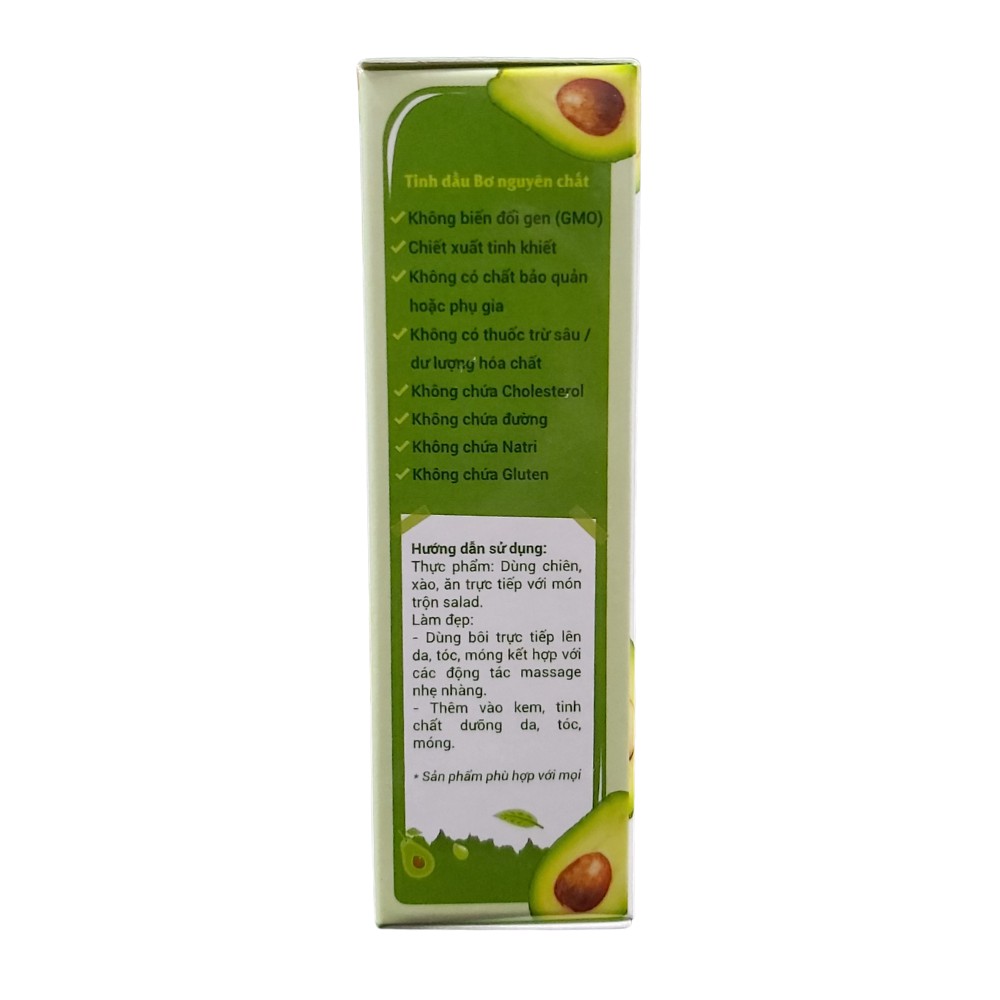 Tinh dầu Bơ nguyên chất
Không biến đổi gen (GMO)
Chiết xuất tinh khiết
Không có chất bảo quản
hoặc phụ gia
Không có thuốc trừ sâu /
dư lượng hóa chất
Không chứa Cholesterol
Không chứa đường
Không chứa Natri
Không chứa Gluten
Hướng dẫn sử dụng:
Thực phẩm: Dùng chiên,
xào, ăn trực tiếp với món
trộn salad.
Làm đẹp:
- Dùng bôi trực tiếp lên
da, tóc, móng kết hợp với
các động tác massage
nhẹ nhàng.
- Thêm vào kem, tinh
chất dưỡng da, tóc,
móng.
* Sản phẩm phù hợp với mọi